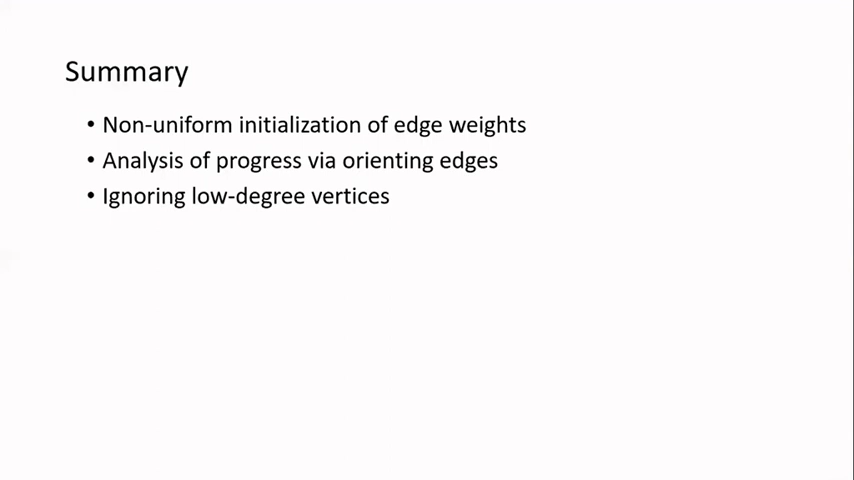 Summary
• Non-uniform initialization of edge weights
• Analysis of progress via orienting edges
• Ignoring low-degree vertices